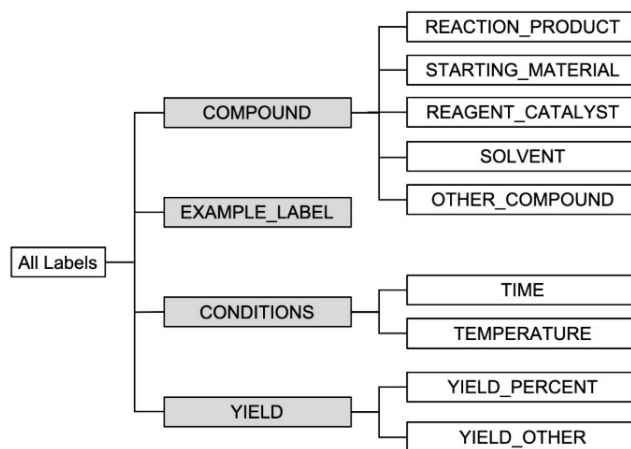 REACTION_PRODUCT
STARTING_MATERIAL
COMPOUND
REAGENT_CATALYST
SOLVENT
EXAMPLE_LABEL
OTHER_COMPOUND
All Labels
TIME
CONDITIONS
TEMPERATURE
YIELD_PERCENT
YIELD
YIELD_OTHER